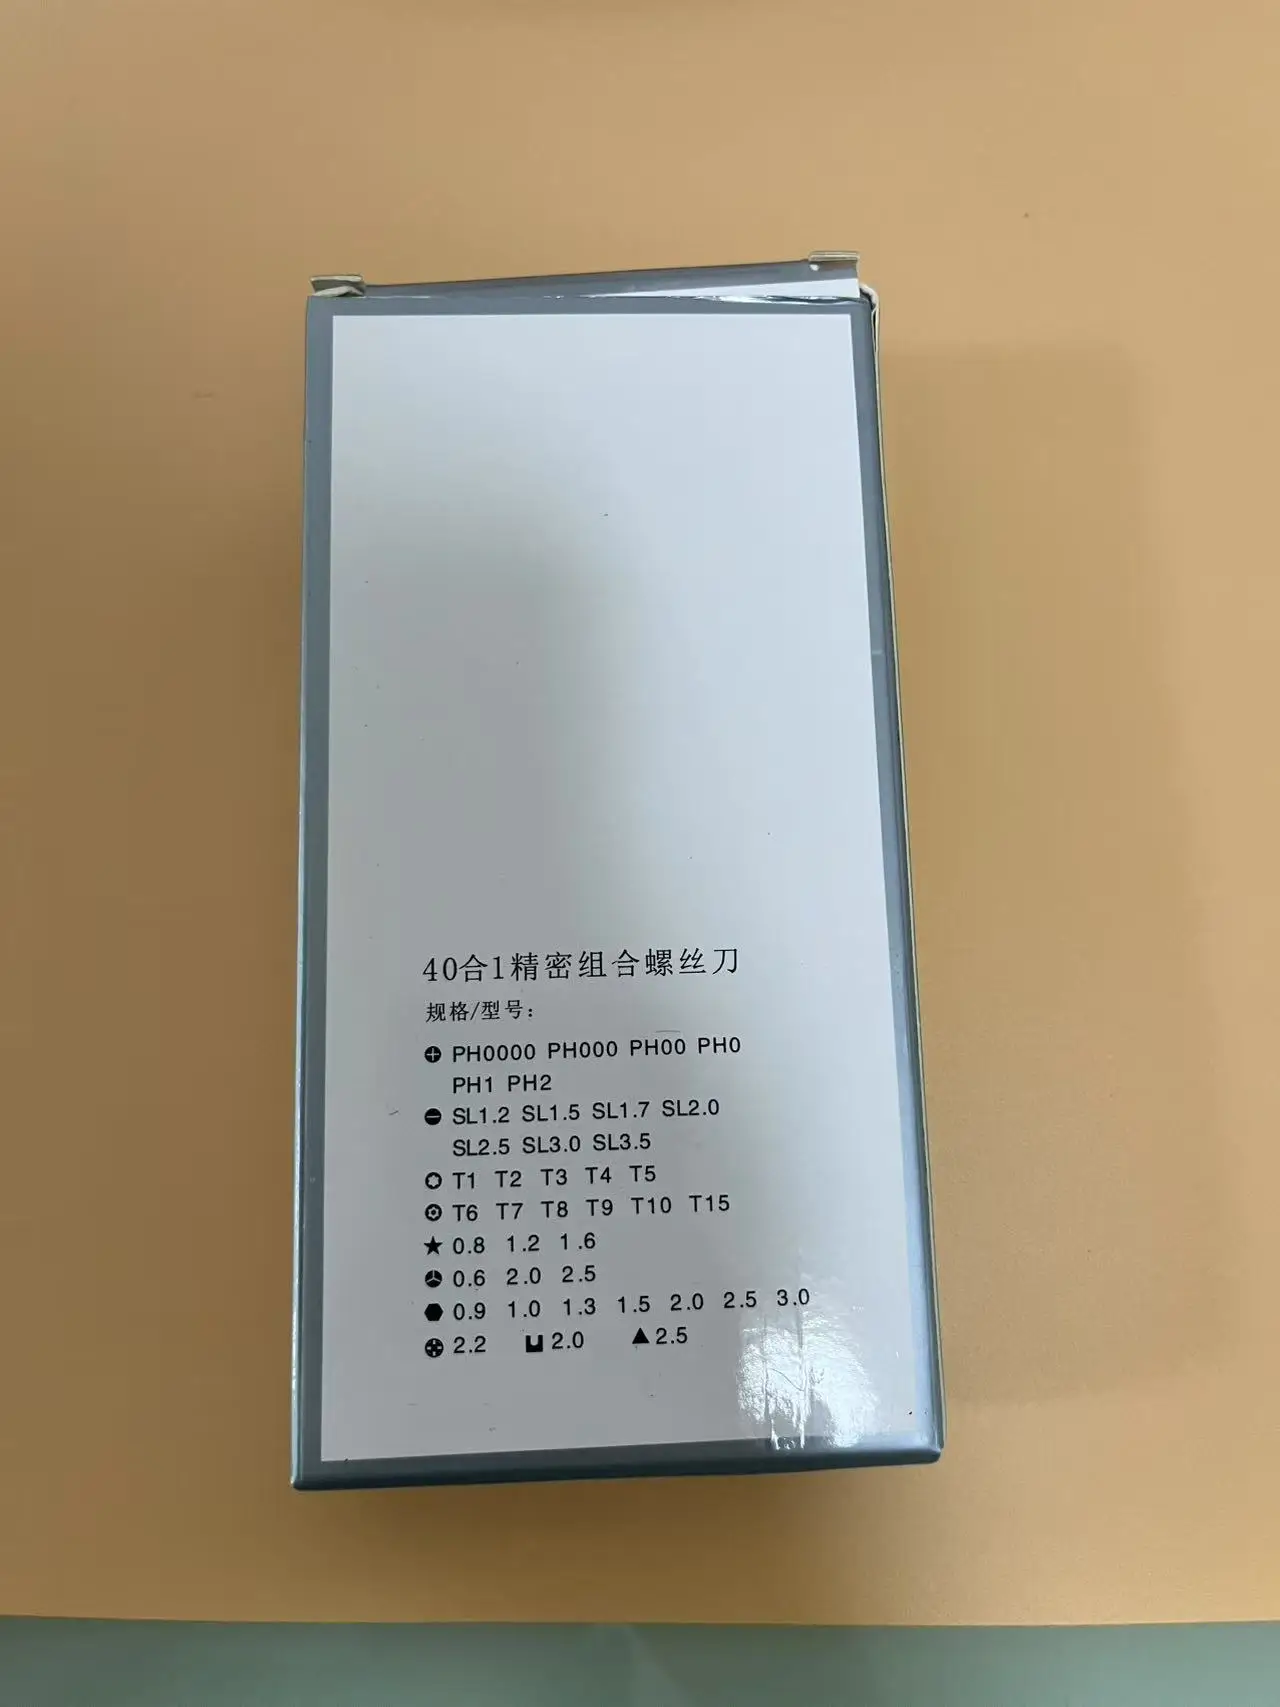 40合1精密组合螺丝刀
规格/型号:
PH0000 PH000 PH00 PH0
PH1 PH2
SL1.2 SL1.5 SL1.7 SL2.0
SL2.5 SL3.0 SL3.5
T1 T2 T3 T4 T5
T6 T7 T8 T9 T10 T15
★ 0.8 1.2 1.6
0.6 2.0 2.5
⬢ 0.9 1.0 1.3 1.5 2.0 2.5 3.0
2.2 2.0 ▲ 2.5